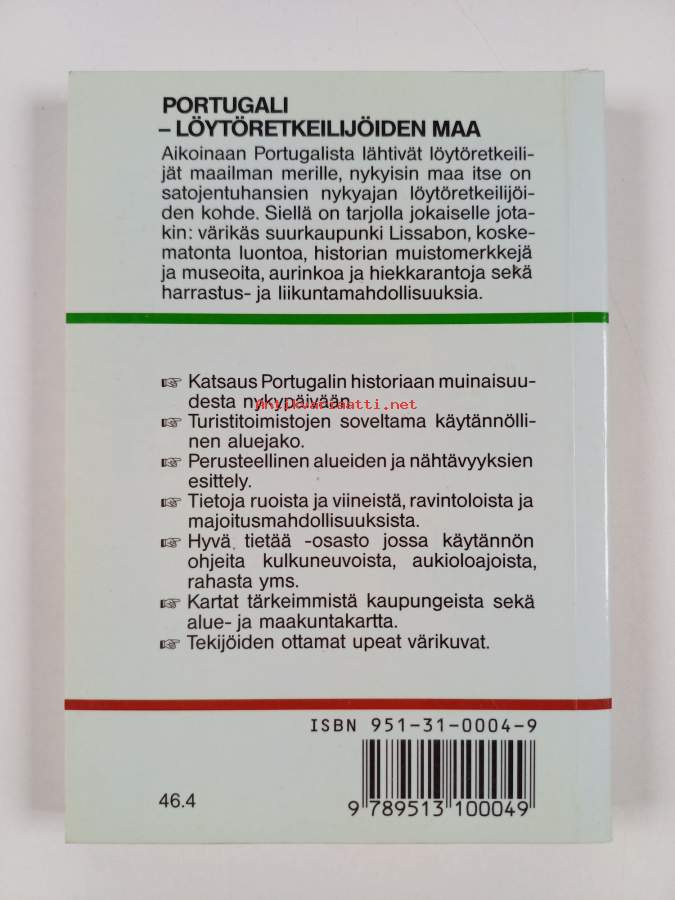 PORTUGALI
– LÖYTÖRETKEILIJÖIDEN MAA
Aikoinaan Portugalista lähtivät löytöretkeili-
jät maailman merille, nykyisin maa itse on
satojentuhansien nykyajan löytöretkeilijöi-
den kohde. Siellä on tarjolla jokaiselle jota-
kin: värikäs suurkaupunki Lissabon, koske-
matonta luontoa, historian muistomerkkejä
ja museoita, aurinkoa ja hiekkarantoja sekä
harrastus- ja liikuntamahdollisuuksia.
☞ Katsaus Portugalin historiaan muinaisuu-
desta nykypäivään.
antikvariaatti.net
☞ Turistitoimistojen soveltama käytännölli-
nen aluejako.
☞ Perusteellinen alueiden ja nähtävyyksien
esittely.
☞ Tietoja ruoista ja viineistä, ravintoloista ja
majoitusmahdollisuuksista.
☞ Hyvä tietää -osasto jossa käytännön
ohjeita kulkuneuvoista, aukioloajoista,
rahasta yms.
☞ Kartat tärkeimmistä kaupungeista sekä
alue- ja maakuntakartta.
☞ Tekijöiden ottamat upeat värikuvat.
ISBN 951-31-0004-9
46.4
9 789513 100049